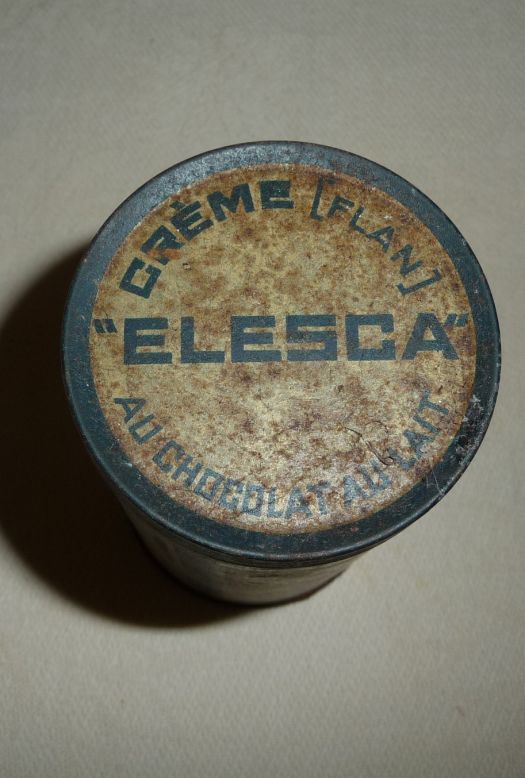 CRÈME [FLAN]
"ELESCA"
AU CHOCOLAT AU LAIT